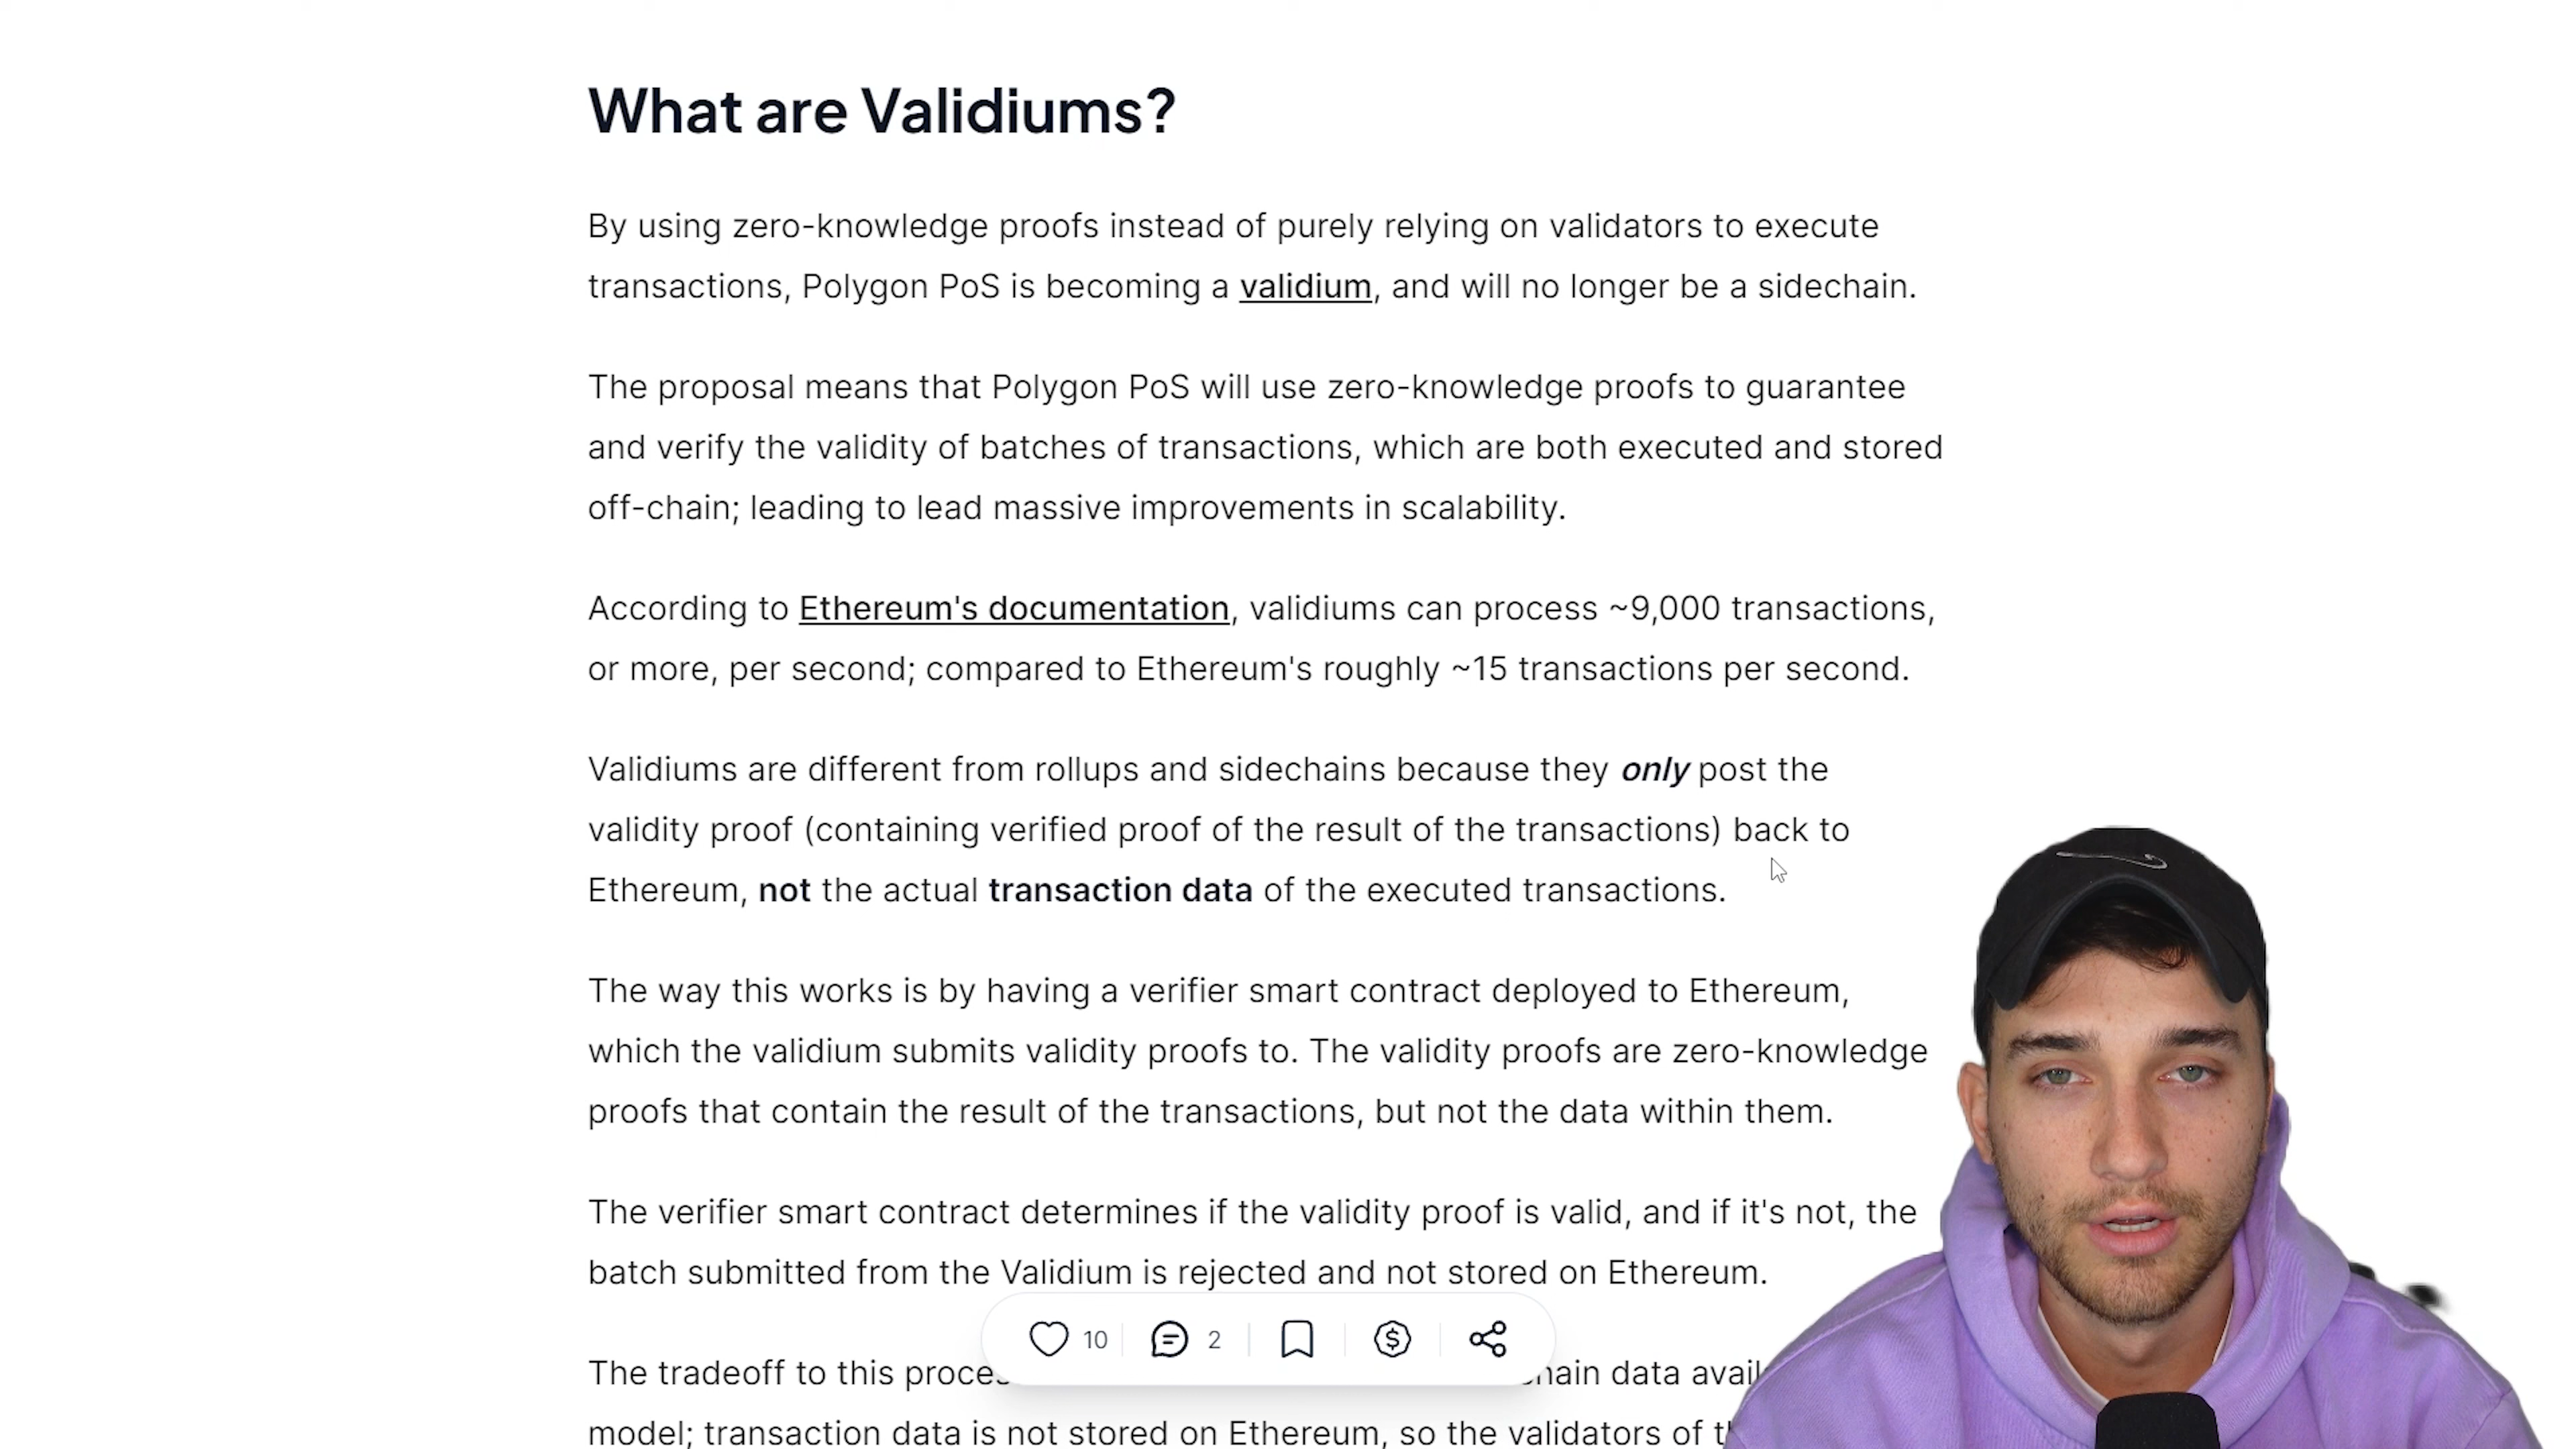 What are Validiums?
By using zero-knowledge proofs instead of purely relying on validators to execute
transactions, Polygon PoS is becoming a validium, and will no longer be a sidechain.
The proposal means that Polygon PoS will use zero-knowledge proofs to guarantee
and verify the validity of batches of transactions, which are both executed and stored
off-chain; leading to lead massive improvements in scalability.
According to Ethereum's documentation, validiums can process ~9,000 transactions,
or more, per second; compared to Ethereum's roughly ~15 transactions per second.
Validiums are different from rollups and sidechains because they only post the
validity proof (containing verified proof of the result of the transactions) back to
Ethereum, not the actual transaction data of the executed transactions.
The way this works is by having a verifier smart contract deployed to Ethereum,
which the validium submits validity proofs to. The validity proofs are zero-knowledge
proofs that contain the result of the transactions, but not the data within them.
The verifier smart contract determines if the validity proof is valid, and if it's not, the
batch submitted from the Validium is rejected and not stored on Ethereum.
10 2
The tradeoff to this data
model; transaction data is not stored on Ethereum, so the validators of